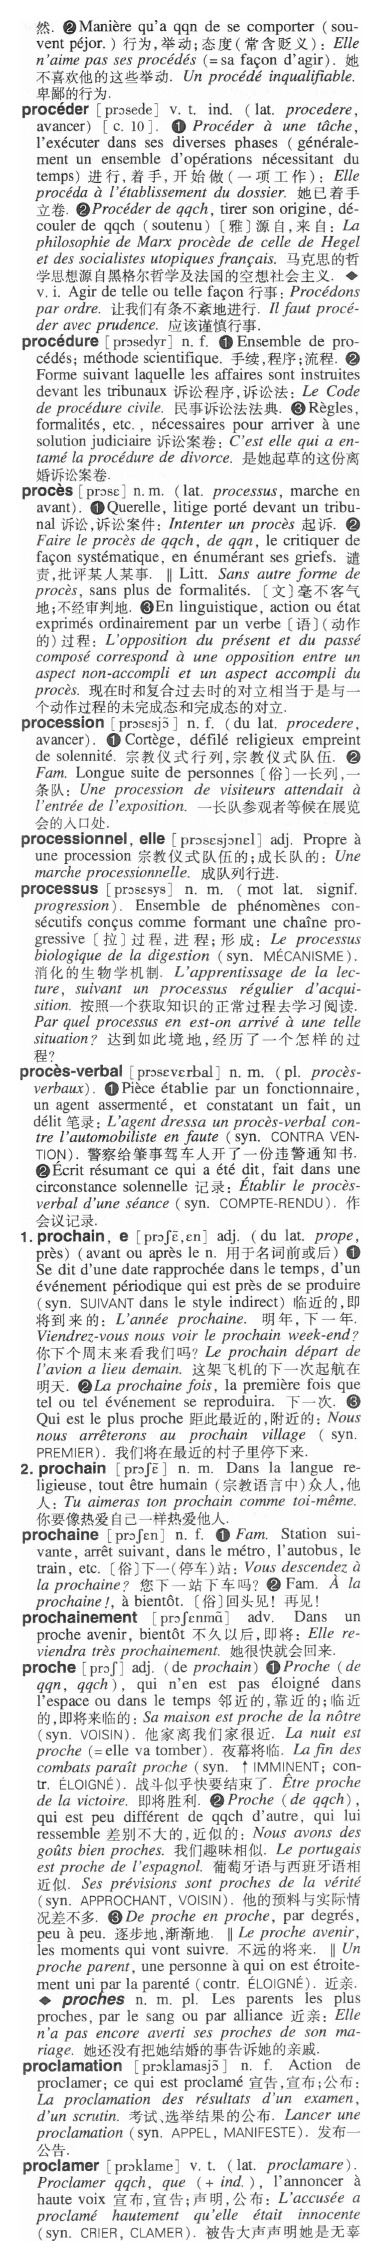 然. ❷Manière qu'a qqn de se comporter (sou-
vent péjor.) 行为,举动;态度(常含贬义): Elle
n'aime pas ses procédés (= sa façon d'agir). 她
不喜欢他的这些举动. Un procédé inqualifiable.
卑鄙的行为.
procéder [prɔsede] v. t. ind. (lat. procedere,
avancer) [c. 10]. ❶ Procéder à une tâche,
l'exécuter dans ses diverses phases (générale-
ment un ensemble d'opérations nécessitant du
temps) 进行,着手,开始做(一项工作): Elle
procéda à l'établissement du dossier. 她已着手
立卷. ❷Procéder de qqch, tirer son origine, dé-
couler de qqch (soutenu) [雅]源自,来自: La
philosophie de Marx procède de celle de Hegel
et des socialistes utopiques français. 马克思的哲
学思想源自黑格尔哲学及法国的空想社会主义. ◆
v. i. Agir de telle ou telle façon 行事: Procédons
par ordre. 让我们有条不紊地进行. Il faut procé-
der avec prudence. 应该谨慎行事.
procédure [prɔsedyr] n. f. ❶Ensemble de pro-
cédés; méthode scientifique. 手续,程序;流程. ❷
Forme suivant laquelle les affaires sont instruites
devant les tribunaux 诉讼程序,诉讼法: Le Code
de procédure civile. 民事诉讼法法典. ❸Règles,
formalités, etc., nécessaires pour arriver à une
solution judiciaire 诉讼案卷: C'est elle qui a en-
tamé la procédure de divorce. 是她起草的这份离
婚诉讼案卷.
procès [prɔsɛ] n. m. (lat. processus, marche en
avant). ❶Querelle, litige porté devant un tribu-
nal 诉讼,诉讼案件: Intenter un procès 起诉. ❷
Faire le procès de qqch, de qqn, le critiquer de
façon systématique, en énumérant ses griefs. 谴
责,批评某人某事. ‖ Litt. Sans autre forme de
procès, sans plus de formalités. [文]毫不客气
地;不经审判地. ❸En linguistique, action ou état
exprimés ordinairement par un verbe [语](动作
的)过程: L'opposition du présent et du passé
composé correspond à une opposition entre un
aspect non-accompli et un aspect accompli du
procès. 现在时和复合过去时的对立相当于是与一
个动作过程的未完成态和完成态的对立.
procession [prɔsɛsjɔ̃] n. f. (du lat. procedere,
avancer). ❶Cortège, défilé religieux empreint
de solennité. 宗教仪式行列,宗教仪式队伍. ❷
Fam. Longue suite de personnes [俗]一长列,一
条队: Une procession de visiteurs attendait à
l'entrée de l'exposition. 一长队参观者等候在展览
会的入口处.
processionnel, elle [prɔsɛsjɔnɛl] adj. Propre à
une procession 宗教仪式队伍的;成长队的: Une
marche processionnelle. 成队列行进.
processus [prɔsɛsys] n. m. (mot lat. signif.
progression). Ensemble de phénomènes con-
sécutifs conçus comme formant une chaîne pro-
gressive [拉]过程,进程;形成: Le processus
biologique de la digestion (syn. MÉCANISME).
消化的生物学机制. L'apprentissage de la lec-
ture, suivant un processus régulier d'acqui-
sition. 按照一个获取知识的正常过程去学习阅读.
Par quel processus en est-on arrivé à une telle
situation? 达到如此境地,经历了一个怎样的过
程?
procès-verbal [prɔsɛvɛrbal] n. m. (pl. procès-
verbaux). ❶Pièce établie par un fonctionnaire,
un agent assermenté, et constatant un fait, un
délit 笔录: L'agent dressa un procès-verbal con-
tre l'automobiliste en faute (syn. CONTRA VEN-
TION). 警察给肇事驾车人开了一份违警通知书.
❷Écrit résumant ce qui a été dit, fait dans une
circonstance solennelle 记录: Établir le procès-
verbal d'une séance (syn. COMPTE-RENDU). 作
会议记录.
1. prochain, e [prɔʃɛ̃,ɛn] adj. (du lat. prope,
près) (avant ou après le n. 用于名词前或后) ❶
Se dit d'une date rapprochée dans le temps, d'un
événement périodique qui est près de se produire
(syn. SUIVANT dans le style indirect) 临近的,即
将到来的: L'année prochaine. 明年,下一年.
Viendrez-vous nous voir le prochain week-end?
你下个周末来看我们吗? Le prochain départ de
l'avion a lieu demain. 这架飞机的下一次起航在
明天. ❷La prochaine fois, la première fois que
tel ou tel événement se reproduira. 下一次. ❸
Qui est le plus proche 距此最近的,附近的: Nous
nous arrêterons au prochain village (syn.
PREMIER). 我们将在最近的村子里停下来.
2. prochain [prɔʃɛ̃] n. m. Dans la langue re-
ligieuse, tout être humain (宗教语言中)众人,他
人: Tu aimeras ton prochain comme toi-même.
你要像热爱自己一样热爱他人.
prochaine [prɔʃɛn] n. f. ❶ Fam. Station sui-
vante, arrêt suivant, dans le métro, l'autobus, le
train, etc. [俗]下一(停车)站: Vous descendez à
la prochaine? 您下一站下车吗? ❷ Fam. À la
prochaine!, à bientôt. [俗]回头见! 再见!
prochainement [prɔʃɛnmɑ̃] adv. Dans un
proche avenir, bientôt 不久以后,即将: Elle re-
viendra très prochainement. 她很快就会回来.
proche [prɔʃ] adj. (de prochain) ❶Proche (de
qqn, qqch), qui n'en est pas éloigné dans
l'espace ou dans le temps 邻近的,靠近的;临近
的,即将来临的: Sa maison est proche de la nôtre
(syn. VOISIN). 他家离我们家很近. La nuit est
proche (= elle va tomber). 夜幕将临. La fin des
combats paraît proche (syn. ↑ IMMINENT; con-
tr. ÉLOIGNÉ). 战斗似乎快要结束了. Être proche
de la victoire. 即将胜利. ❷Proche (de qqch),
qui est peu différent de qqch d'autre, qui lui
ressemble 差别不大的,近似的: Nous avons des
goûts bien proches. 我们趣味相似. Le portugais
est proche de l'espagnol. 葡萄牙语与西班牙语相
近似. Ses prévisions sont proches de la vérité
(syn. APPROCHANT, VOISIN). 他的预料与实际情
况差不多. ❸De proche en proche, par degrés,
peu à peu. 逐步地,渐渐地. ‖ Le proche avenir,
les moments qui vont suivre. 不远的将来. ‖ Un
proche parent, une personne à qui on est étroite-
ment uni par la parenté (contr. ÉLOIGNÉ). 近亲.
◆ proches n. m. pl. Les parents les plus
proches, par le sang ou par alliance 近亲: Elle
n'a pas encore averti ses proches de son ma-
riage. 她还没有把她结婚的事告诉她的亲戚.
proclamation [prɔklamasjɔ̃] n. f. Action de
proclamer; ce qui est proclamé 宣告,宣布;公布:
La proclamation des résultats d'un examen,
d'un scrutin. 考试、选举结果的公布. Lancer une
proclamation (syn. APPEL, MANIFESTE). 发布一
公告.
proclamer [prɔklame] v. t. (lat. proclamare).
Proclamer qqch, que (+ ind.), l'annoncer à
haute voix 宣布,宣告;声明,公布: L'accusée a
proclamé hautement qu'elle était innocente
(syn. CRIER, CLAMER). 被告大声声明她是无辜